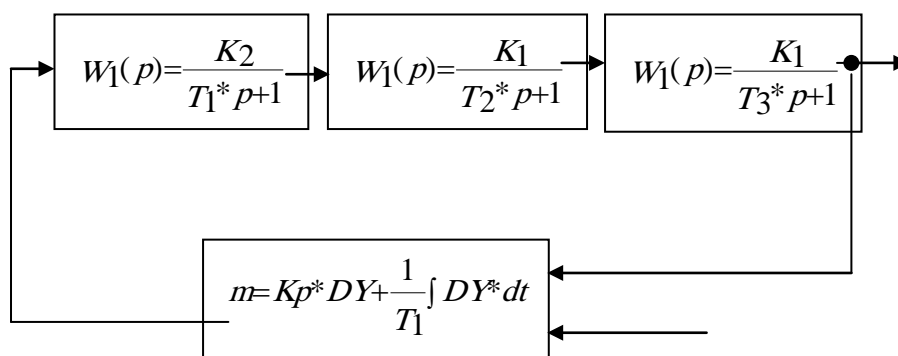 W1(p)=K2/(T1*p+1)
W1(p)=K1/(T2*p+1)
W1(p)=K1/(T3*p+1)
m=Kp*DY+1/T1∫DY*dt